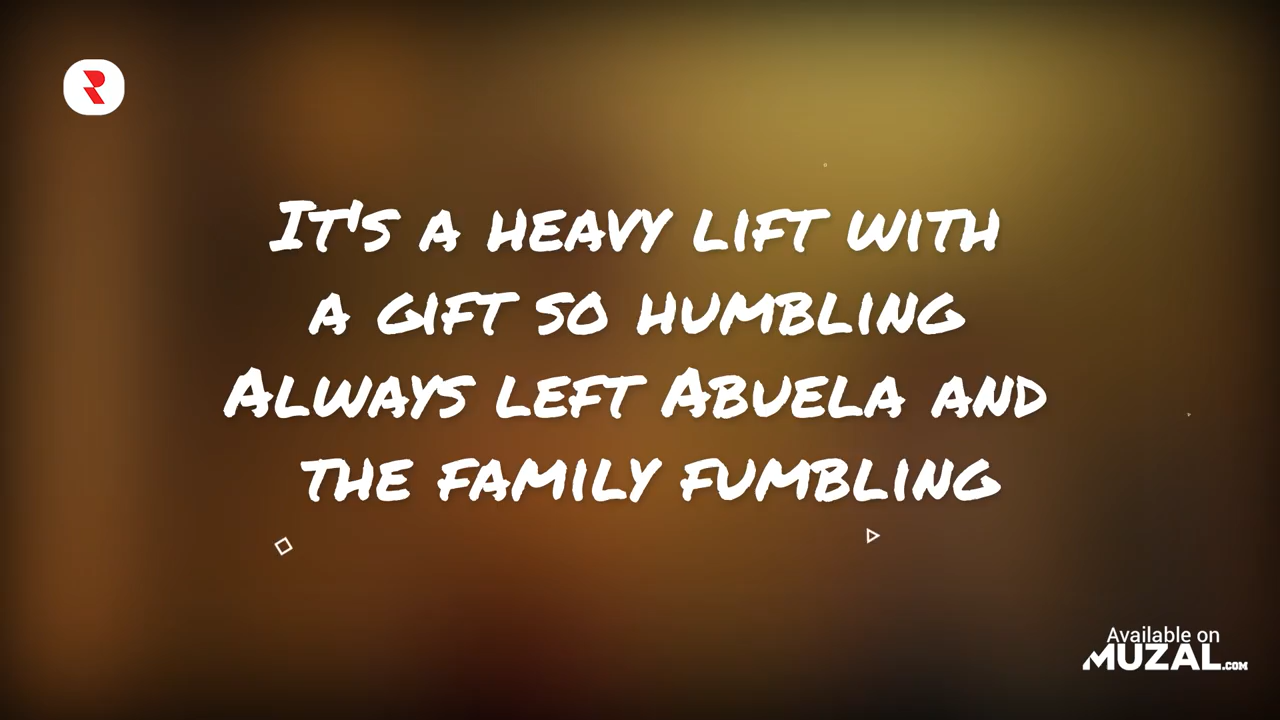 It's a heavy lift with
a gift so humbling
Always left Abuela and
the family fumbling
Available on
MUZAL.COM